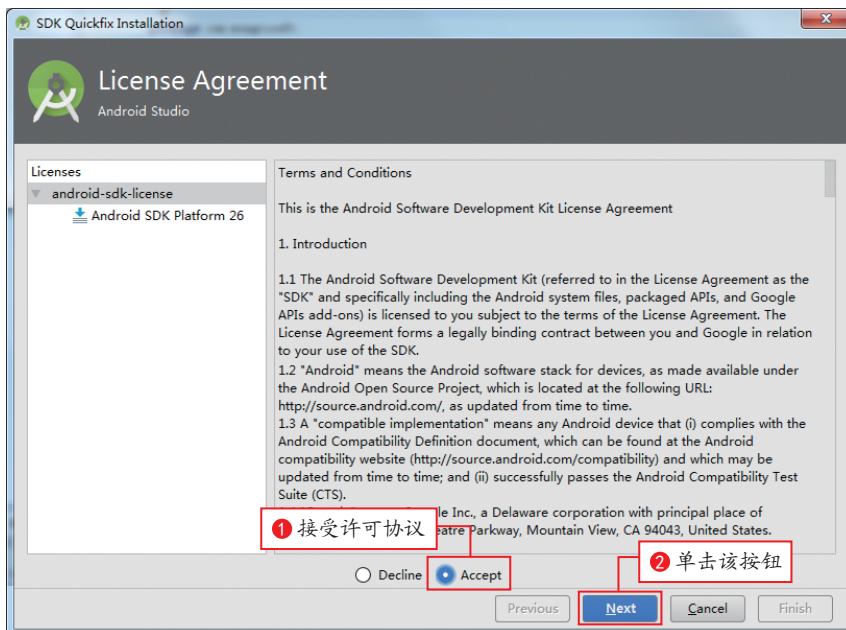 SDK Quickfix Installation
License Agreement
Android Studio
Licenses
android-sdk-license
Android SDK Platform 26
Terms and Conditions
This is the Android Software Development Kit License Agreement
1. Introduction
1.1 The Android Software Development Kit (referred to in the License Agreement as the
"SDK" and specifically including the Android system files, packaged APIs, and Google
APIs add-ons) is licensed to you subject to the terms of the License Agreement. The
License Agreement forms a legally binding contract between you and Google in relation
to your use of the SDK.
1.2 "Android" means the Android software stack for devices, as made available under
the Android Open Source Project, which is located at the following URL:
http://source.android.com/, as updated from time to time.
1.3 A "compatible implementation" means any Android device that (i) complies with the
Android Compatibility Definition document, which can be found at the Android
compatibility website (http://source.android.com/compatibility) and which may be
updated from time to time; and (ii) successfully passes the Android Compatibility Test
Suite (CTS).
le Inc., a Delaware corporation with principal place of
eatre Parkway, Mountain View, CA 94043, United States.
❶ 接受许可协议
❷ 单击该按钮
Decline Accept
Previous Next Cancel Finish